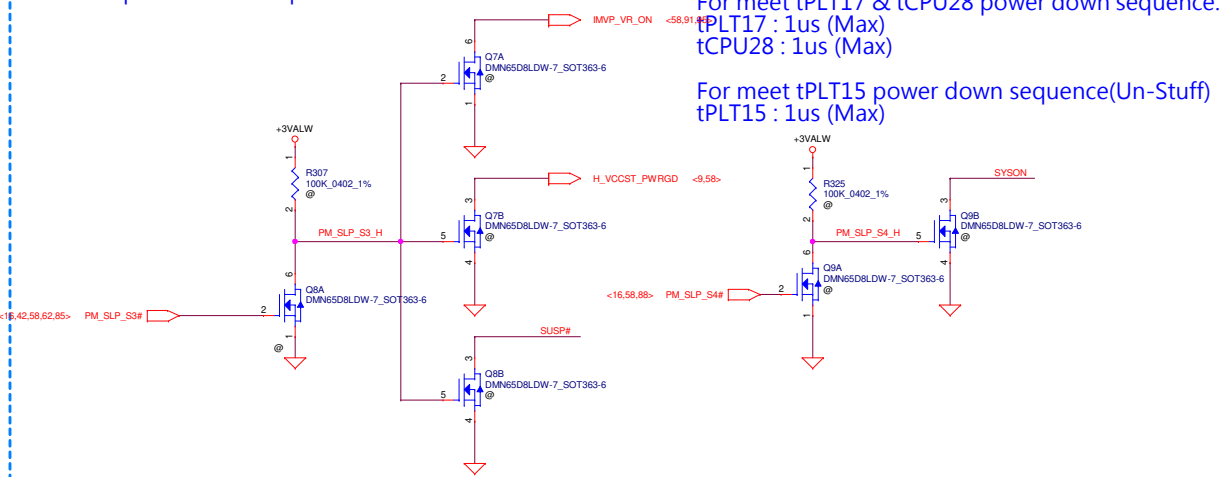 For meet tPLT17 & tCPU28 power down sequence.
tPLT17 : 1us (Max)
tCPU28 : 1us (Max)
For meet tPLT15 power down sequence(Un-Stuff)
tPLT15 : 1us (Max)
IMVP_VR_ON
6
Q7A
DMN65D8LDW-7_SOT363-6
@
2
1
+3VALW
1
R307
100K_0402_1%
@
2
H_VCCST_PWRGD <9,58>
3
Q7B
DMN65D8LDW-7_SOT363-6
@
PM_SLP_S3_H
5
4
6
Q8A
DMN65D8LDW-7_SOT363-6
PM_SLP_S3#
2
1
@
SUSP#
3
Q8B
DMN65D8LDW-7_SOT363-6
@
5
4
+3VALW
1
R325
100K_0402_1%
@
2
SYSON
3
Q9B
DMN65D8LDW-7_SOT363-6
@
PM_SLP_S4_H
5
4
6
Q9A
DMN65D8LDW-7_SOT363-6
@
<16,58,88> PM_SLP_S4#
2
1